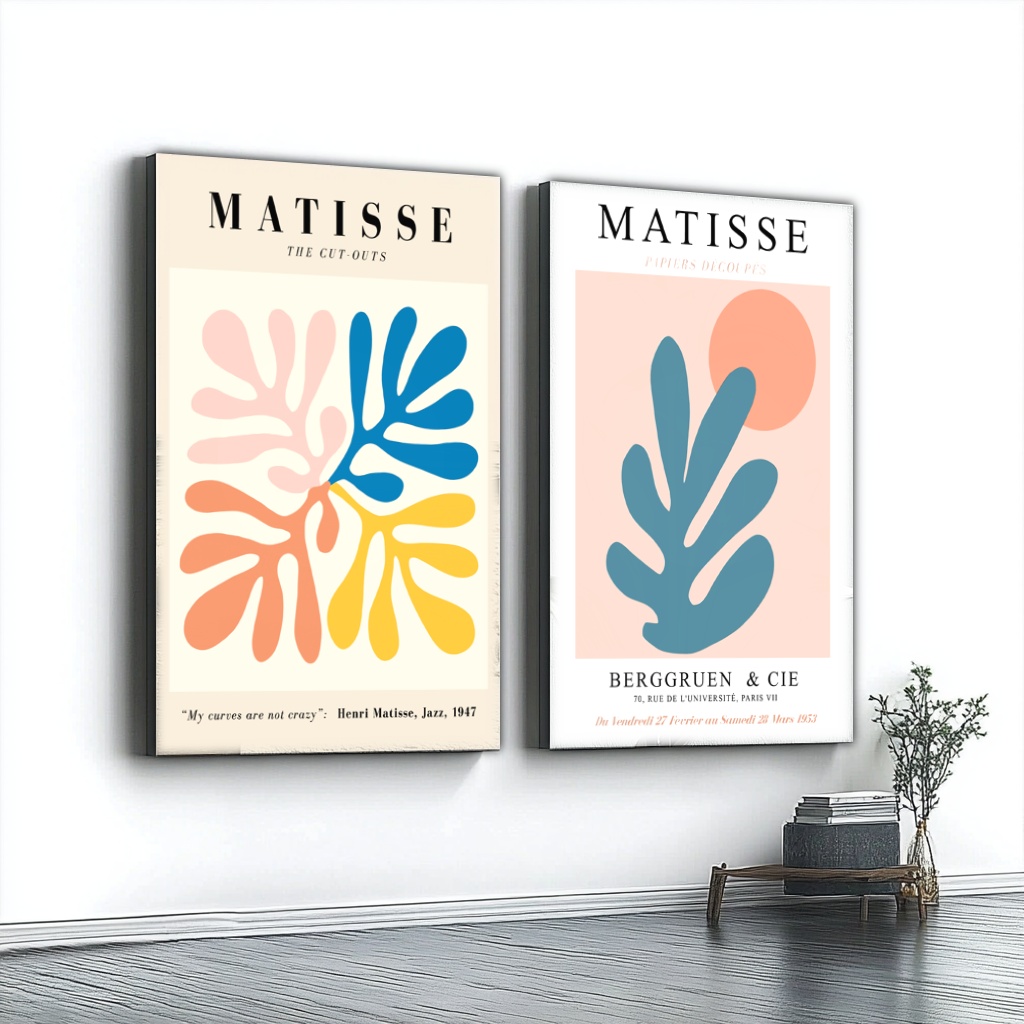 MATISSE
THE CUT-OUTS
"My curves are not crazy": Henri Matisse, Jazz, 1947
MATISSE
PAPIERS DECOUPES
BERGGRUEN & CIE
70, RUE DE L'UNIVERSITÉ, PARIS VII
Du Vendredi 27 Fevrier au Samedi 28 Mars 1953